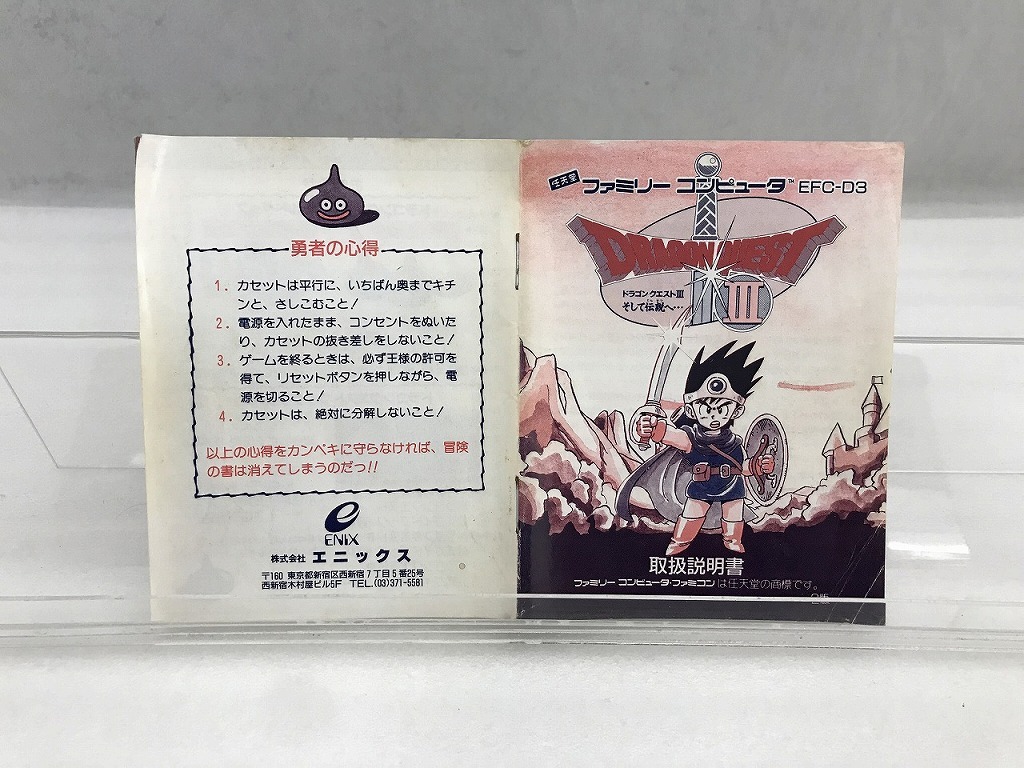 勇者の心得
1. カセットは平行に、いちばん奥までキチ
ンと、さしこむこと!
2. 電源を入れたまま、コンセントをぬいた
り、カセットの抜き差しをしないこと!
3. ゲームを終るときは、必ず王様の許可を
得て、リセットボタンを押しながら、電
源を切ること!
4. カセットは、絶対に分解しないこと!
以上の心得をカンペキに守らなければ、冒険
の書は消えてしまうのだっ!!
ENIX
株式会社 エニックス
〒160 東京都新宿区西新宿7丁目5番25号
西新宿木村屋ビル5F TEL.(03)371-5581
任天堂 ファミリー コンピュータ™ EFC-D3
DRAGON QUEST
III
ドラゴンクエストIII
そして伝説へ…
取扱説明書
ファミリー コンピュータ・ファミコンは任天堂の商標です。
2版